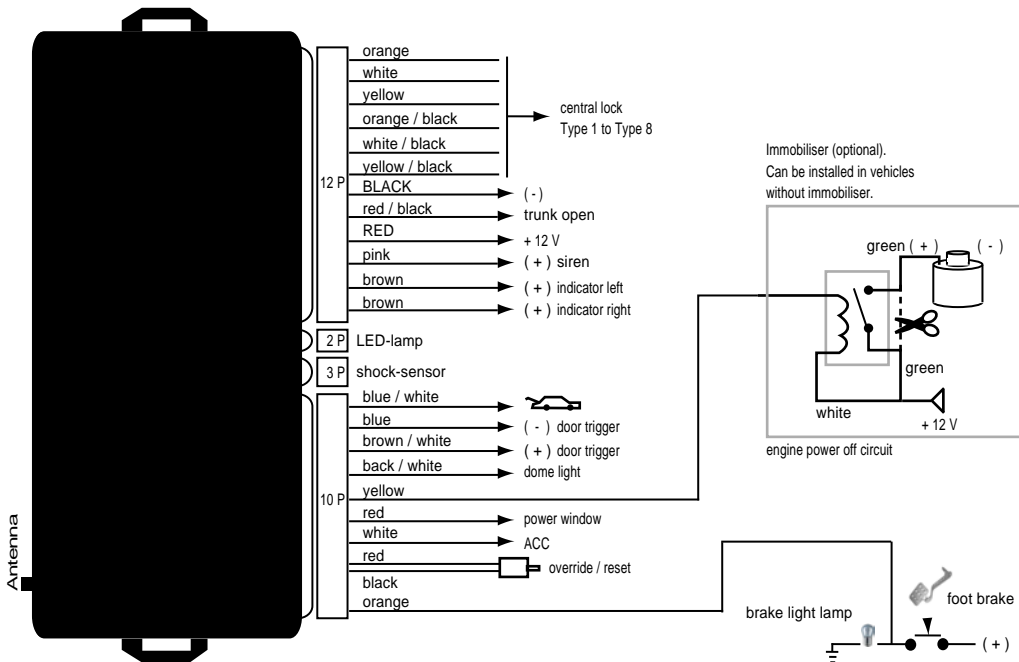 orange
white
yellow
orange / black
white / black
yellow / black
BLACK
red / black
RED
pink
brown
brown
12 P
central lock
Type 1 to Type 8
( - )
trunk open
+ 12 V
( + ) siren
( + ) indicator left
( + ) indicator right
2 P LED-lamp
3 P shock-sensor
blue / white
blue
brown / white
back / white
yellow
red
white
red
black
orange
10 P
( - ) door trigger
( + ) door trigger
dome light
power window
ACC
override / reset
Antenna
Immobiliser (optional).
Can be installed in vehicles
without immobiliser.
green ( + ) ( - )
green
white
+ 12 V
engine power off circuit
foot brake
brake light lamp
( + )